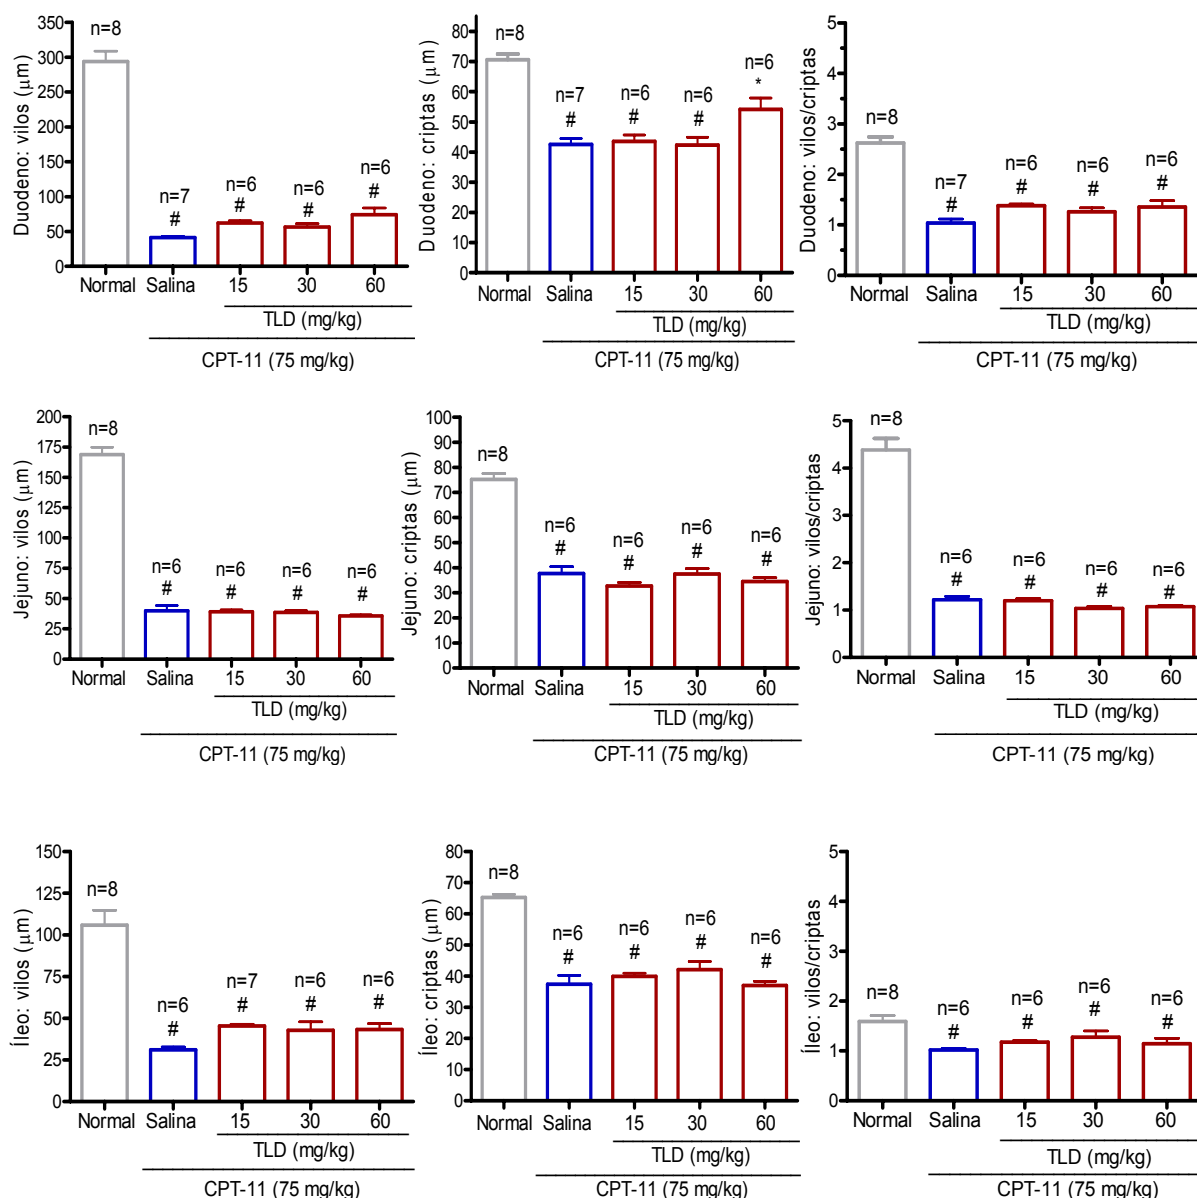 Duodeno: vilos (μm)
350
300
250
200
150
100
50
0
n=8
n=7
#
n=6
#
n=6
#
n=6
#
Normal Salina 15 30 60
TLD (mg/kg)
CPT-11 (75 mg/kg)
Duodeno: criptas (μm)
80
70
60
50
40
30
20
10
0
n=8
n=7
#
n=6
#
n=6
#
n=6
*
Normal Salina 15 30 60
TLD (mg/kg)
CPT-11 (75 mg/kg)
Duodeno: vilos/criptas
5
4
3
2
1
0
n=8
n=7
#
n=6
#
n=6
#
n=6
#
Normal Salina 15 30 60
TLD (mg/kg)
CPT-11 (75 mg/kg)
Jejuno: vilos (μm)
200
175
150
125
100
75
50
25
0
n=8
n=6
#
n=6
#
n=6
#
n=6
#
Normal Salina 15 30 60
TLD (mg/kg)
CPT-11 (75 mg/kg)
Jejuno: criptas (μm)
100
90
80
70
60
50
40
30
20
10
0
n=8
n=6
#
n=6
#
n=6
#
n=6
#
Normal Salina 15 30 60
TLD (mg/kg)
CPT-11 (75 mg/kg)
Jejuno: vilos/criptas
5
4
3
2
1
0
n=8
n=6
#
n=6
#
n=6
#
n=6
#
Normal Salina 15 30 60
TLD (mg/kg)
CPT-11 (75 mg/kg)
Íleo: vilos (μm)
150
125
100
75
50
25
0
n=8
n=6
#
n=7
#
n=6
#
n=6
#
Normal Salina 15 30 60
TLD (mg/kg)
CPT-11 (75 mg/kg)
Íleo: criptas (μm)
80
70
60
50
40
30
20
10
0
n=8
n=6
#
n=6
#
n=6
#
n=6
#
Normal Salina 15 30 60
TLD (mg/kg)
CPT-11 (75 mg/kg)
Íleo: vilos/criptas
5
4
3
2
1
0
n=8
n=6
#
n=6
#
n=6
#
n=6
#
Normal Salina 15 30 60
TLD (mg/kg)
CPT-11 (75 mg/kg)